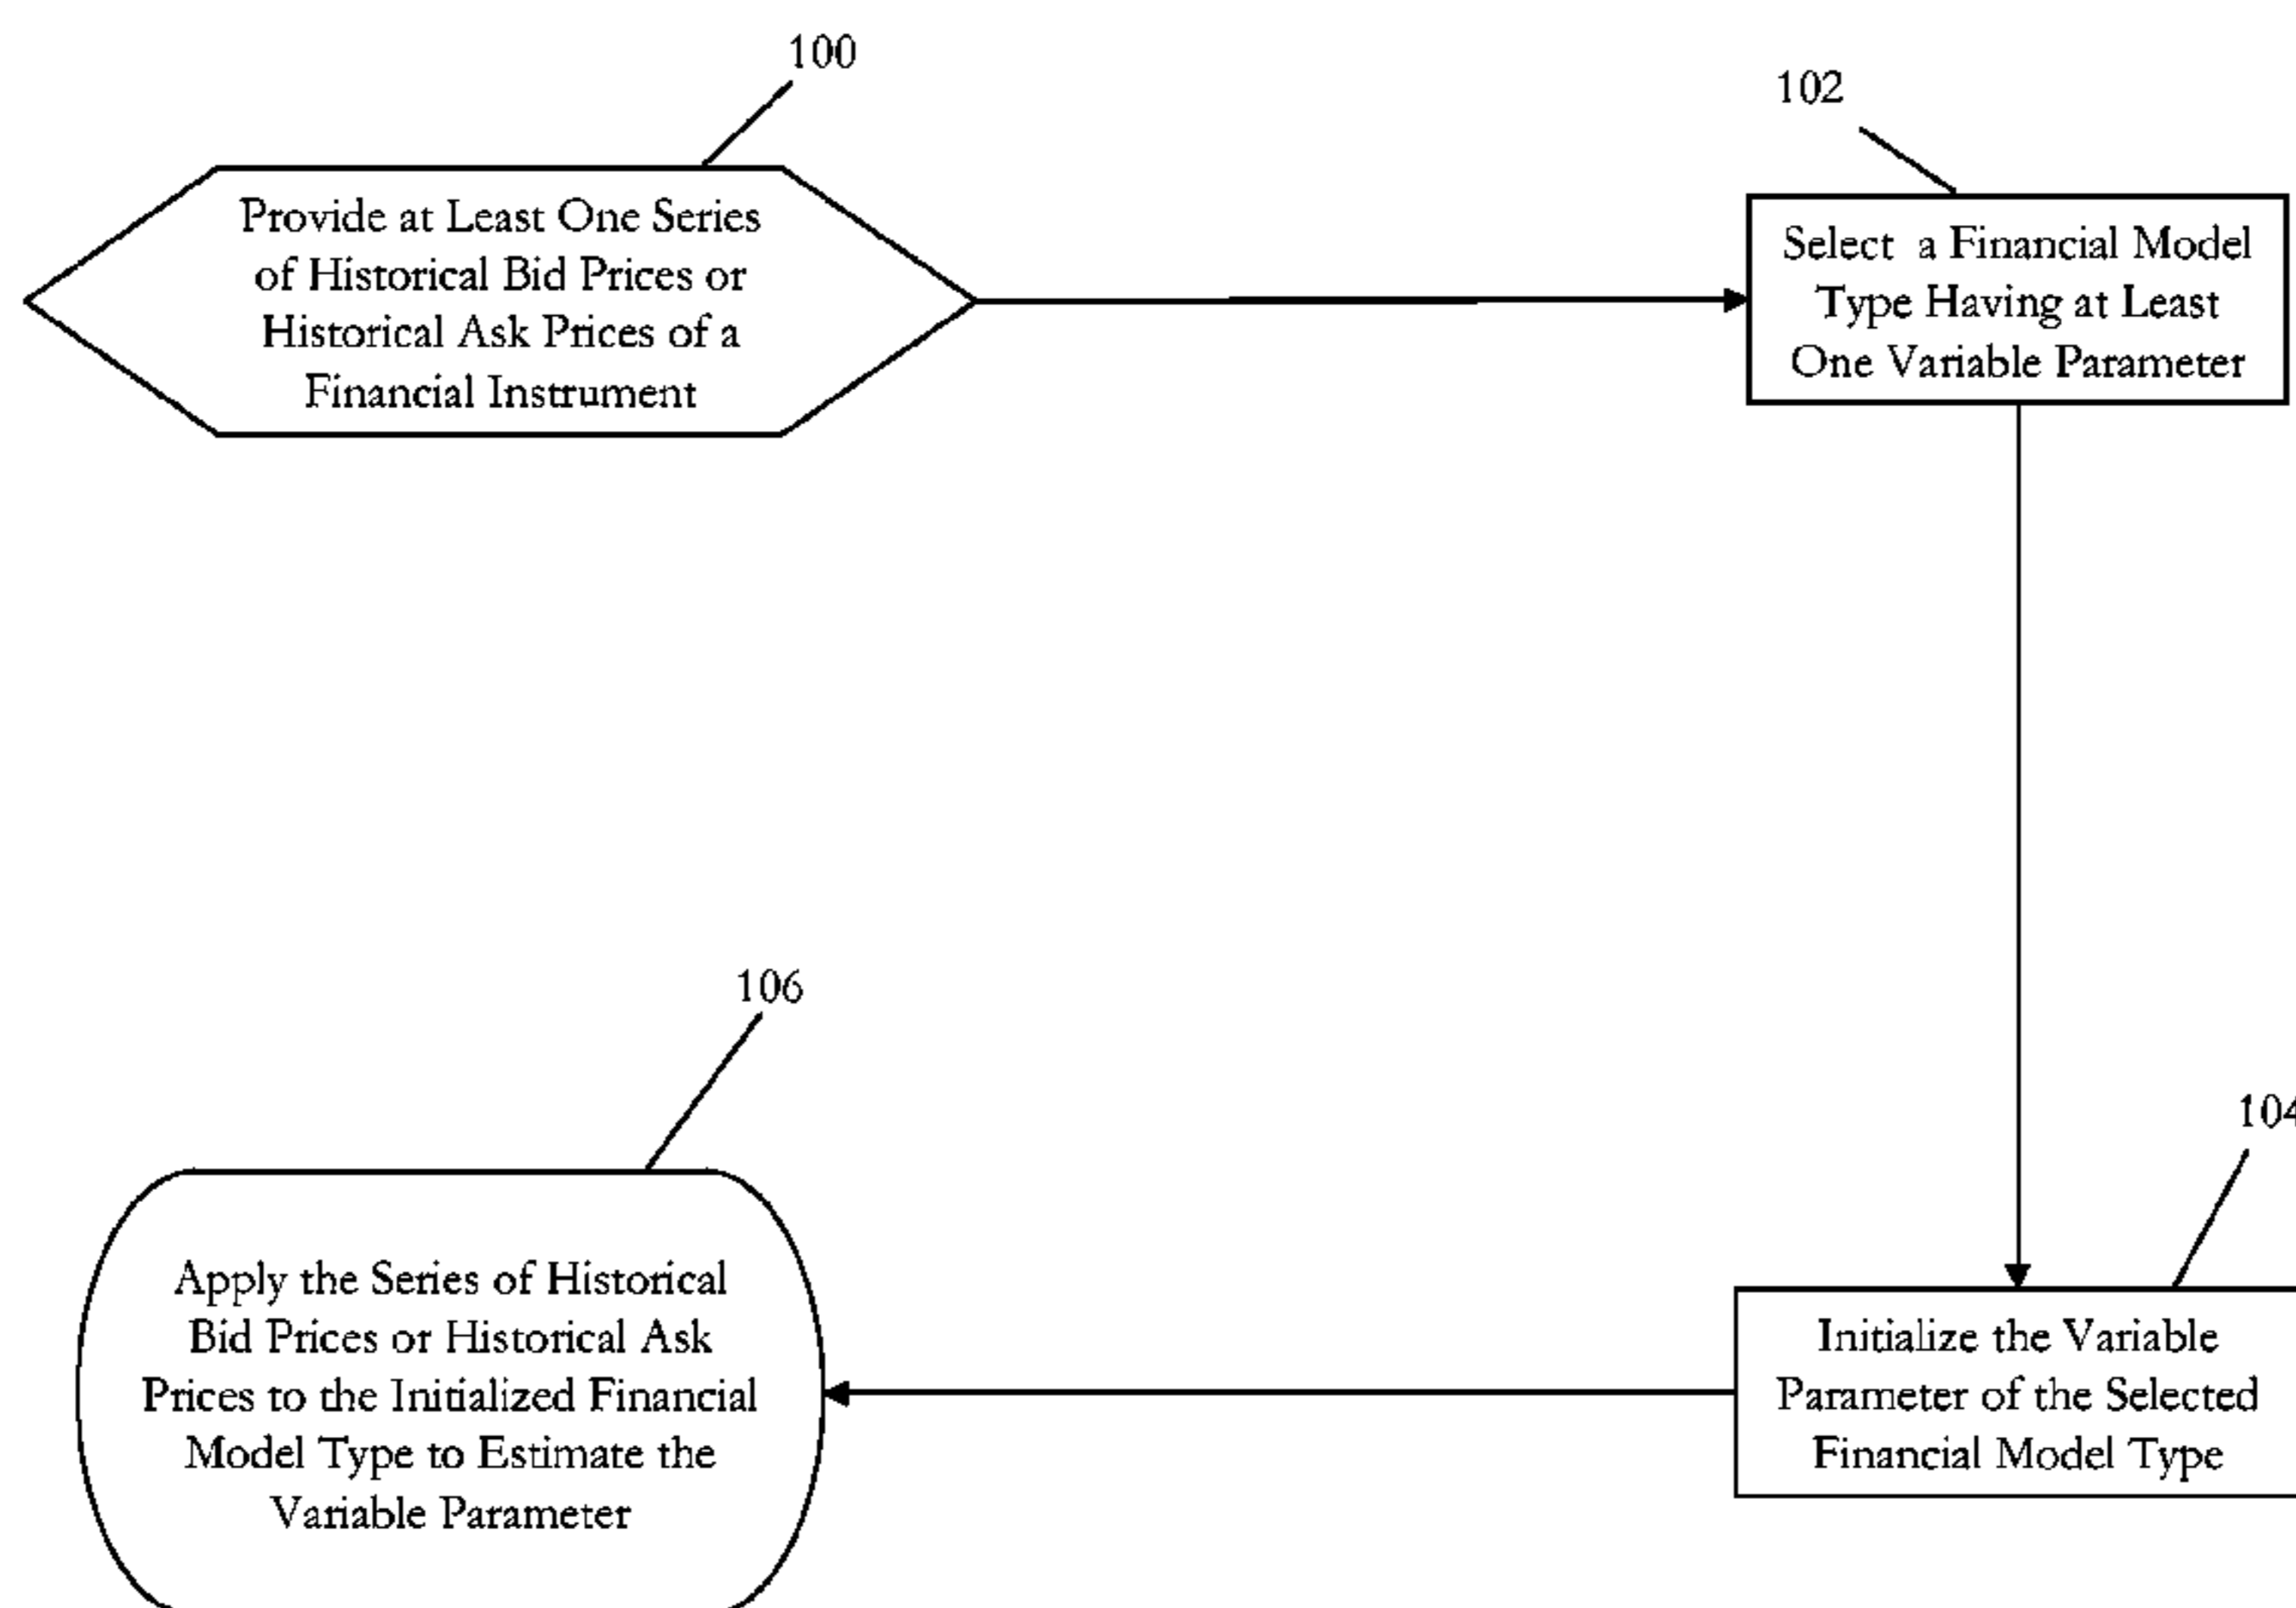 100
Provide at Least One Series
of Historical Bid Prices or
Historical Ask Prices of a
Financial Instrument
102
Select a Financial Model
Type Having at Least
One Variable Parameter
104
Initialize the Variable
Parameter of the Selected
Financial Model Type
106
Apply the Series of Historical
Bid Prices or Historical Ask
Prices to the Initialized Financial
Model Type to Estimate the
Variable Parameter